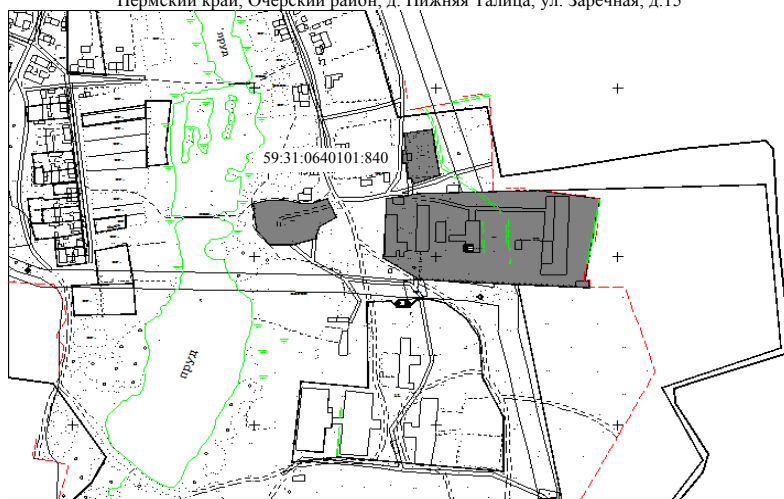 Пермский край, Очерский район, д. Нижняя Талица, ул. Заречная, д.15
пруд
59:31:0640101:840
пруд